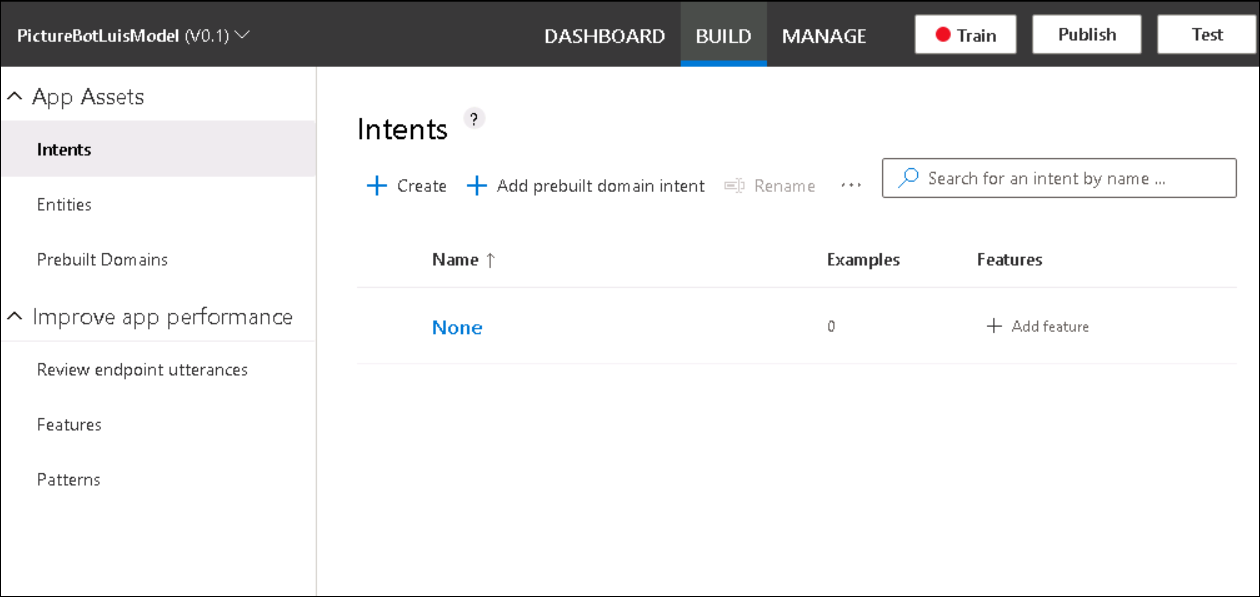 PictureBotLuisModel (V0.1) DASHBOARD BUILD MANAGE Train Publish Test
App Assets
Intents
Entities
Prebuilt Domains
Improve app performance
Review endpoint utterances
Features
Patterns
Intents ?
Create Add prebuilt domain intent Rename ... Search for an intent by name ...
Name ↑ Examples Features
None 0 Add feature